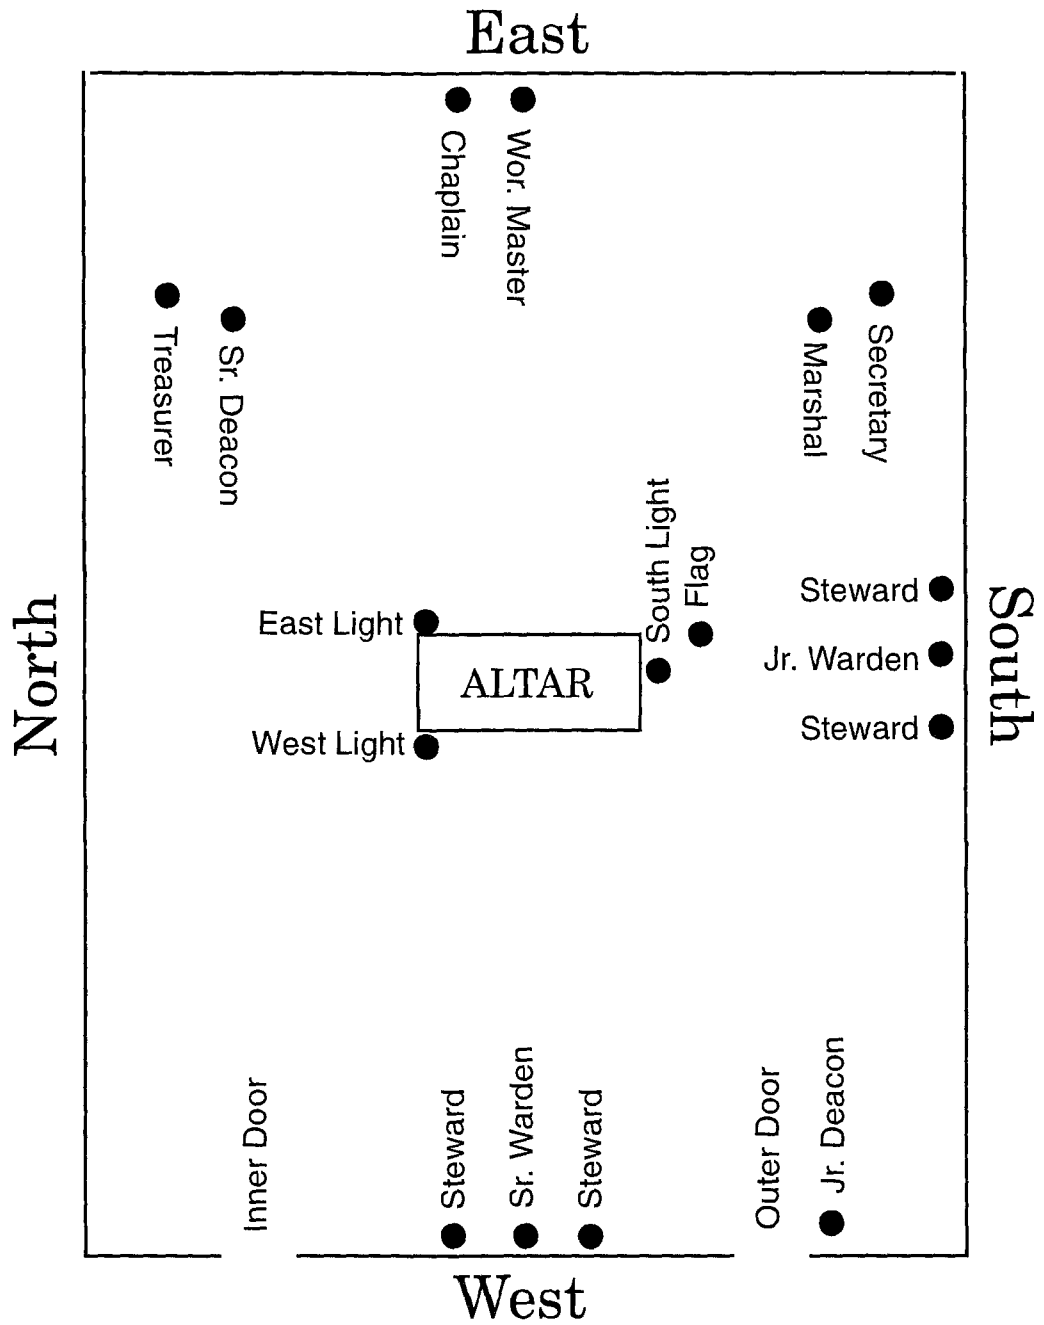 East
Chaplain
Wor. Master
Treasurer
Sr. Deacon
Marshal
Secretary
South Light
Flag
Steward
East Light
Jr. Warden
ALTAR
North
South
West Light
Steward
Inner Door
Steward
Sr. Warden
Steward
Outer Door
Jr. Deacon
West